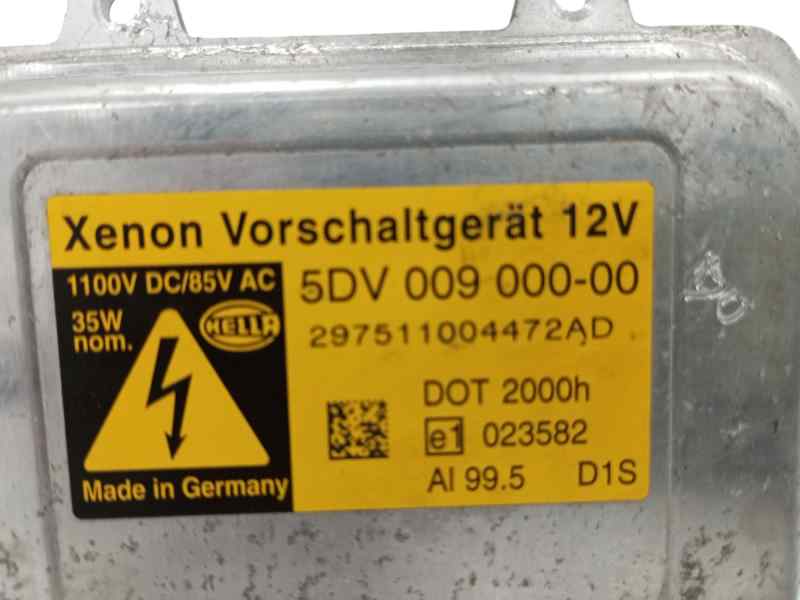 Xenon Vorschaltgerät 12V
1100V DC/85V AC
5DV 009 000-00
35W
nom.
HELLA
297511004472AD
DOT 2000h
e1 023582
Al 99.5 D1S
Made in Germany